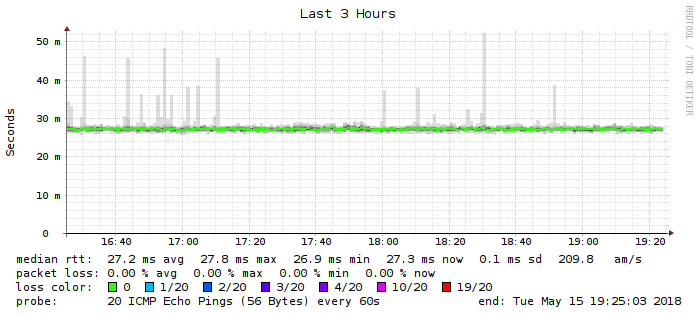 Last 3 Hours
RRDTOOL / TOBI OETIKER
Seconds
50 m
40 m
30 m
20 m
10 m
0
16:40 17:00 17:20 17:40 18:00 18:20 18:40 19:00 19:20
median rtt: 27.2 ms avg 27.8 ms max 26.9 ms min 27.3 ms now 0.1 ms sd 209.8 am/s
packet loss: 0.00 % avg 0.00 % max 0.00 % min 0.00 % now
loss color: 0 1/20 2/20 3/20 4/20 10/20 19/20
probe: 20 ICMP Echo Pings (56 Bytes) every 60s end: Tue May 15 19:25:03 2018